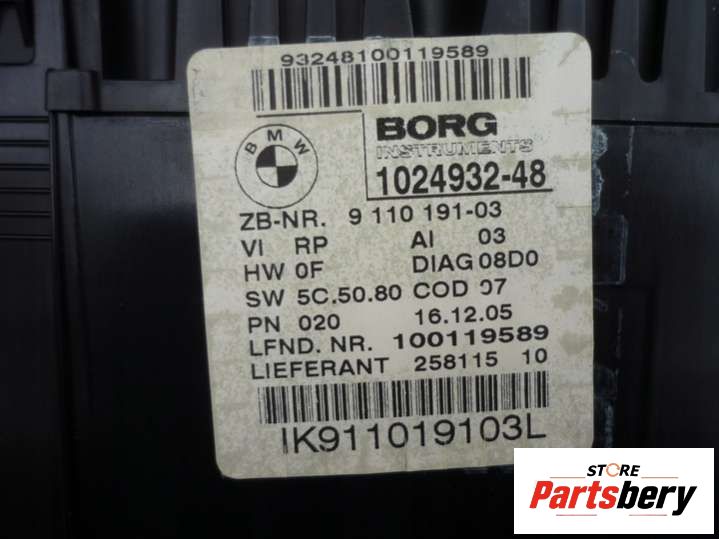 93248100119589
BMW
BORG
INSTRUMENTS
1024932-48
ZB-NR. 9 110 191-03
VI RP AI 03
HW 0F DIAG 08D0
SW 5C.50.80 COD 07
PN 020 16.12.05
LFND. NR. 100119589
LIEFERANT 258115 10
IK911019103L
STORE
Partsbery